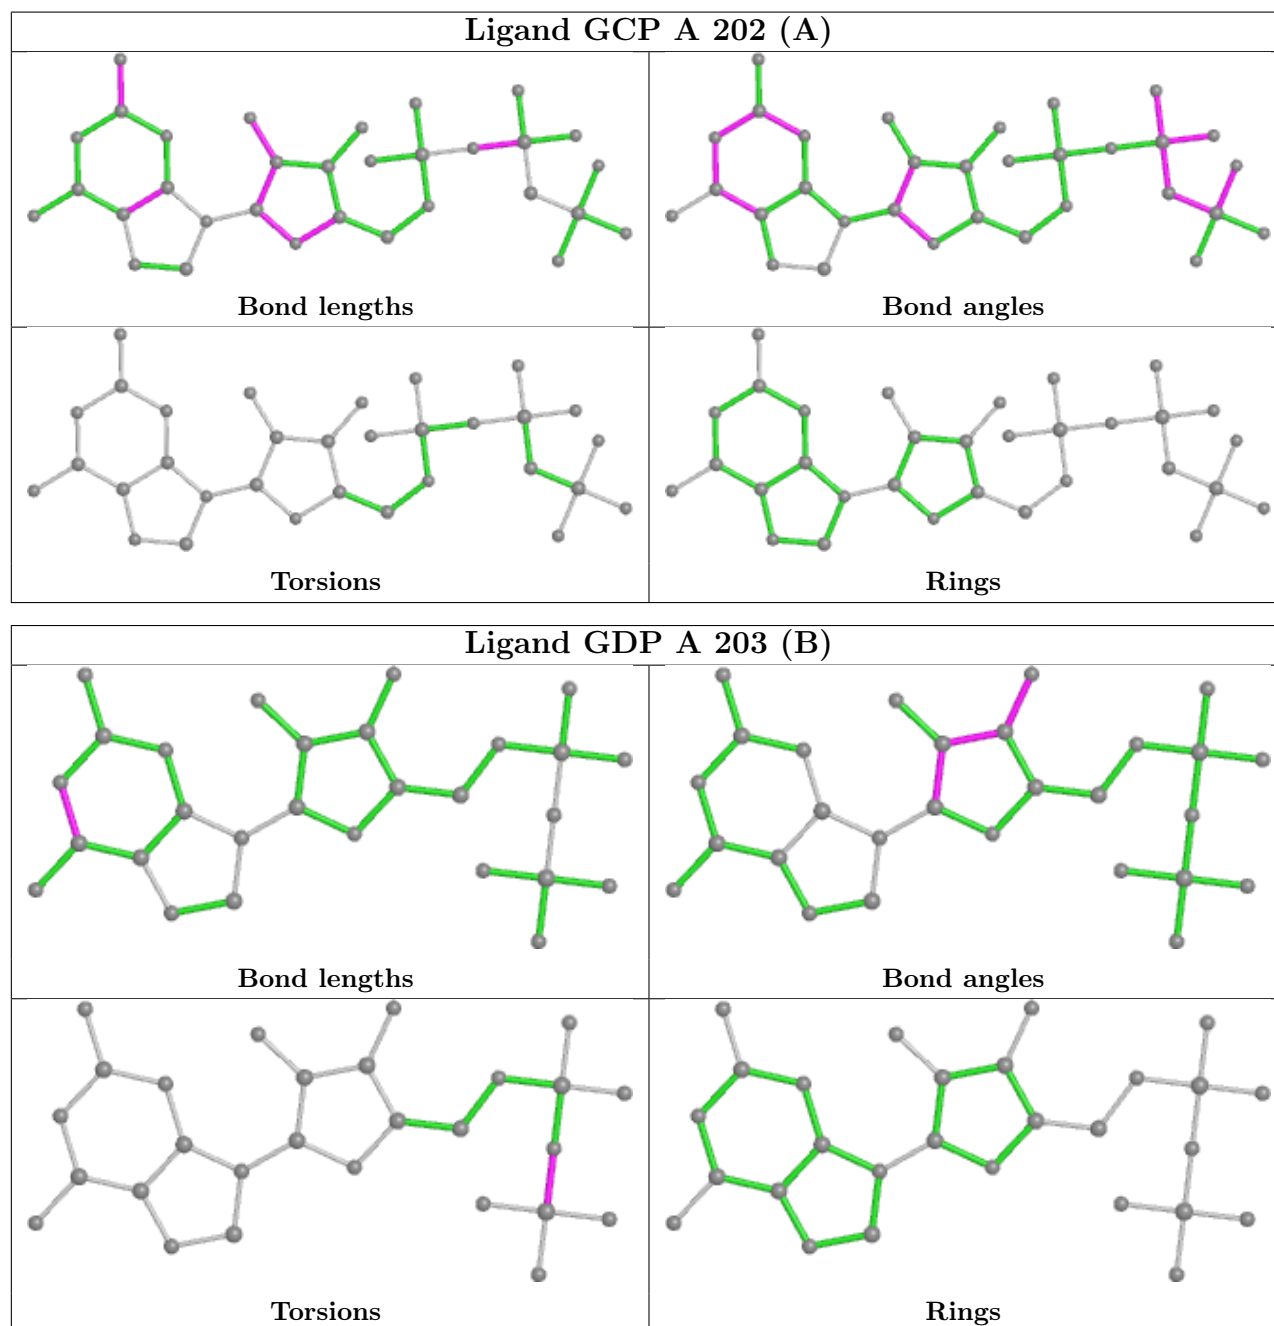 Ligand GCP A 202 (A)
Bond lengths
Bond angles
Torsions
Rings
Ligand GDP A 203 (B)
Bond lengths
Bond angles
Torsions
Rings